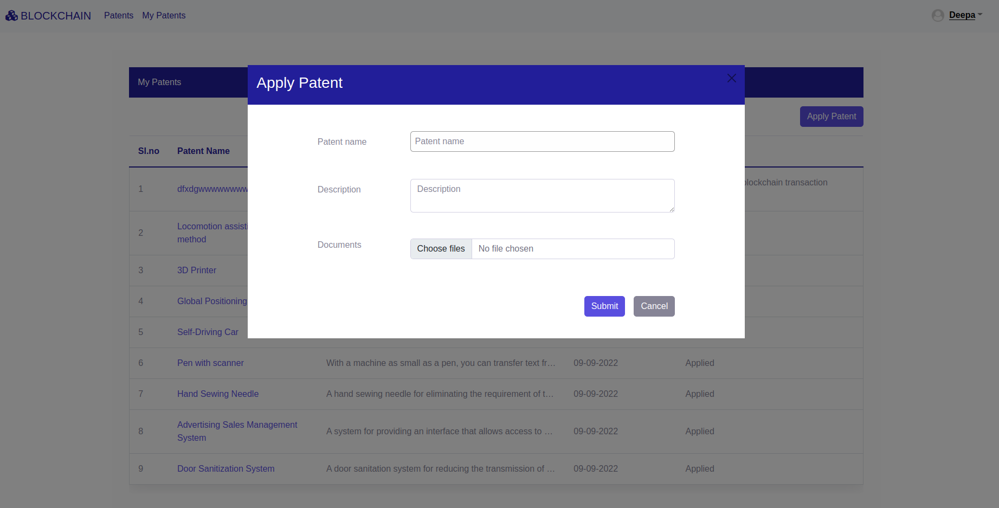 BLOCKCHAIN Patents My Patents Deepa
My Patents
Apply Patent
Apply Patent
Sl.no Patent Name
Patent name Patent name
Description Description
Documents Choose files No file chosen
Submit Cancel
1 dfxdgwwwwwwww blockchain transaction
2 Locomotion assisti
method
3 3D Printer
4 Global Positioning
5 Self-Driving Car
6 Pen with scanner With a machine as small as a pen, you can transfer text fr... 09-09-2022 Applied
7 Hand Sewing Needle A hand sewing needle for eliminating the requirement of t... 09-09-2022 Applied
8 Advertising Sales Management
System A system for providing an interface that allows access to ... 09-09-2022 Applied
9 Door Sanitization System A door sanitation system for reducing the transmission of ... 09-09-2022 Applied